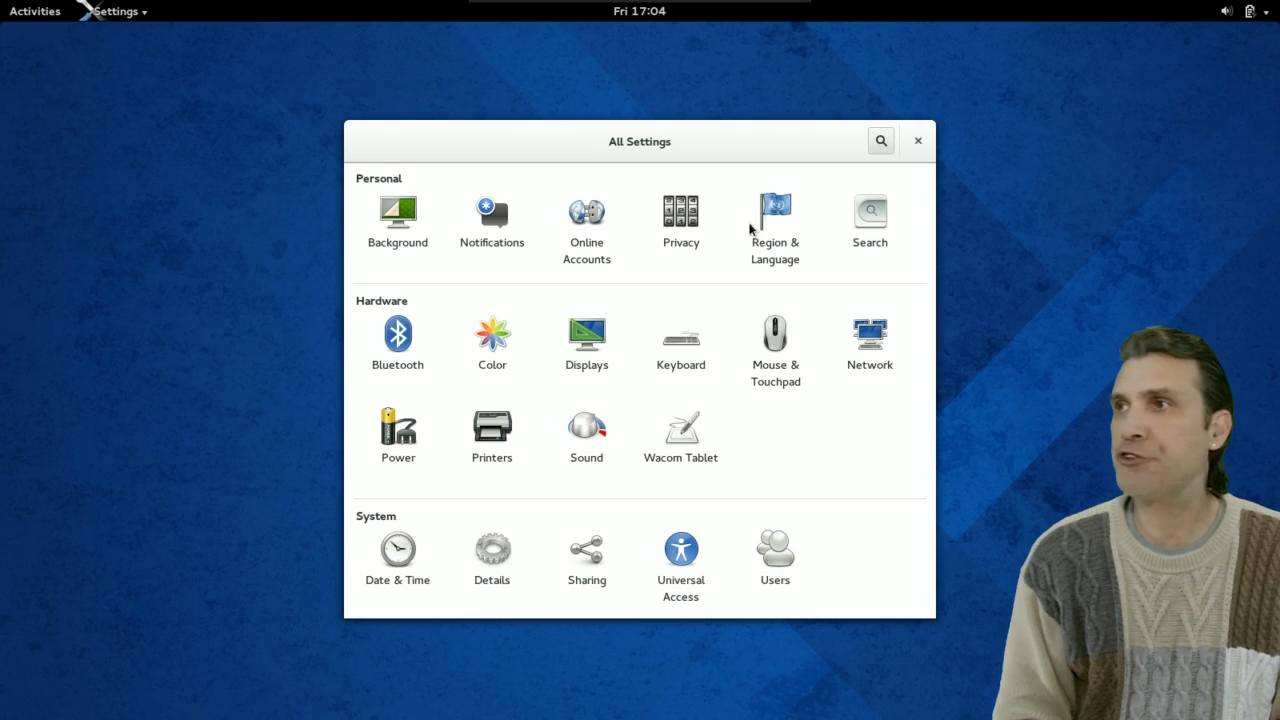 Activities Settings Fri 17:04
All Settings
Personal
Background Notifications Online Accounts Privacy Region & Language Search
Hardware
Bluetooth Color Displays Keyboard Mouse & Touchpad Network
Power Printers Sound Wacom Tablet
System
Date & Time Details Sharing Universal Access Users